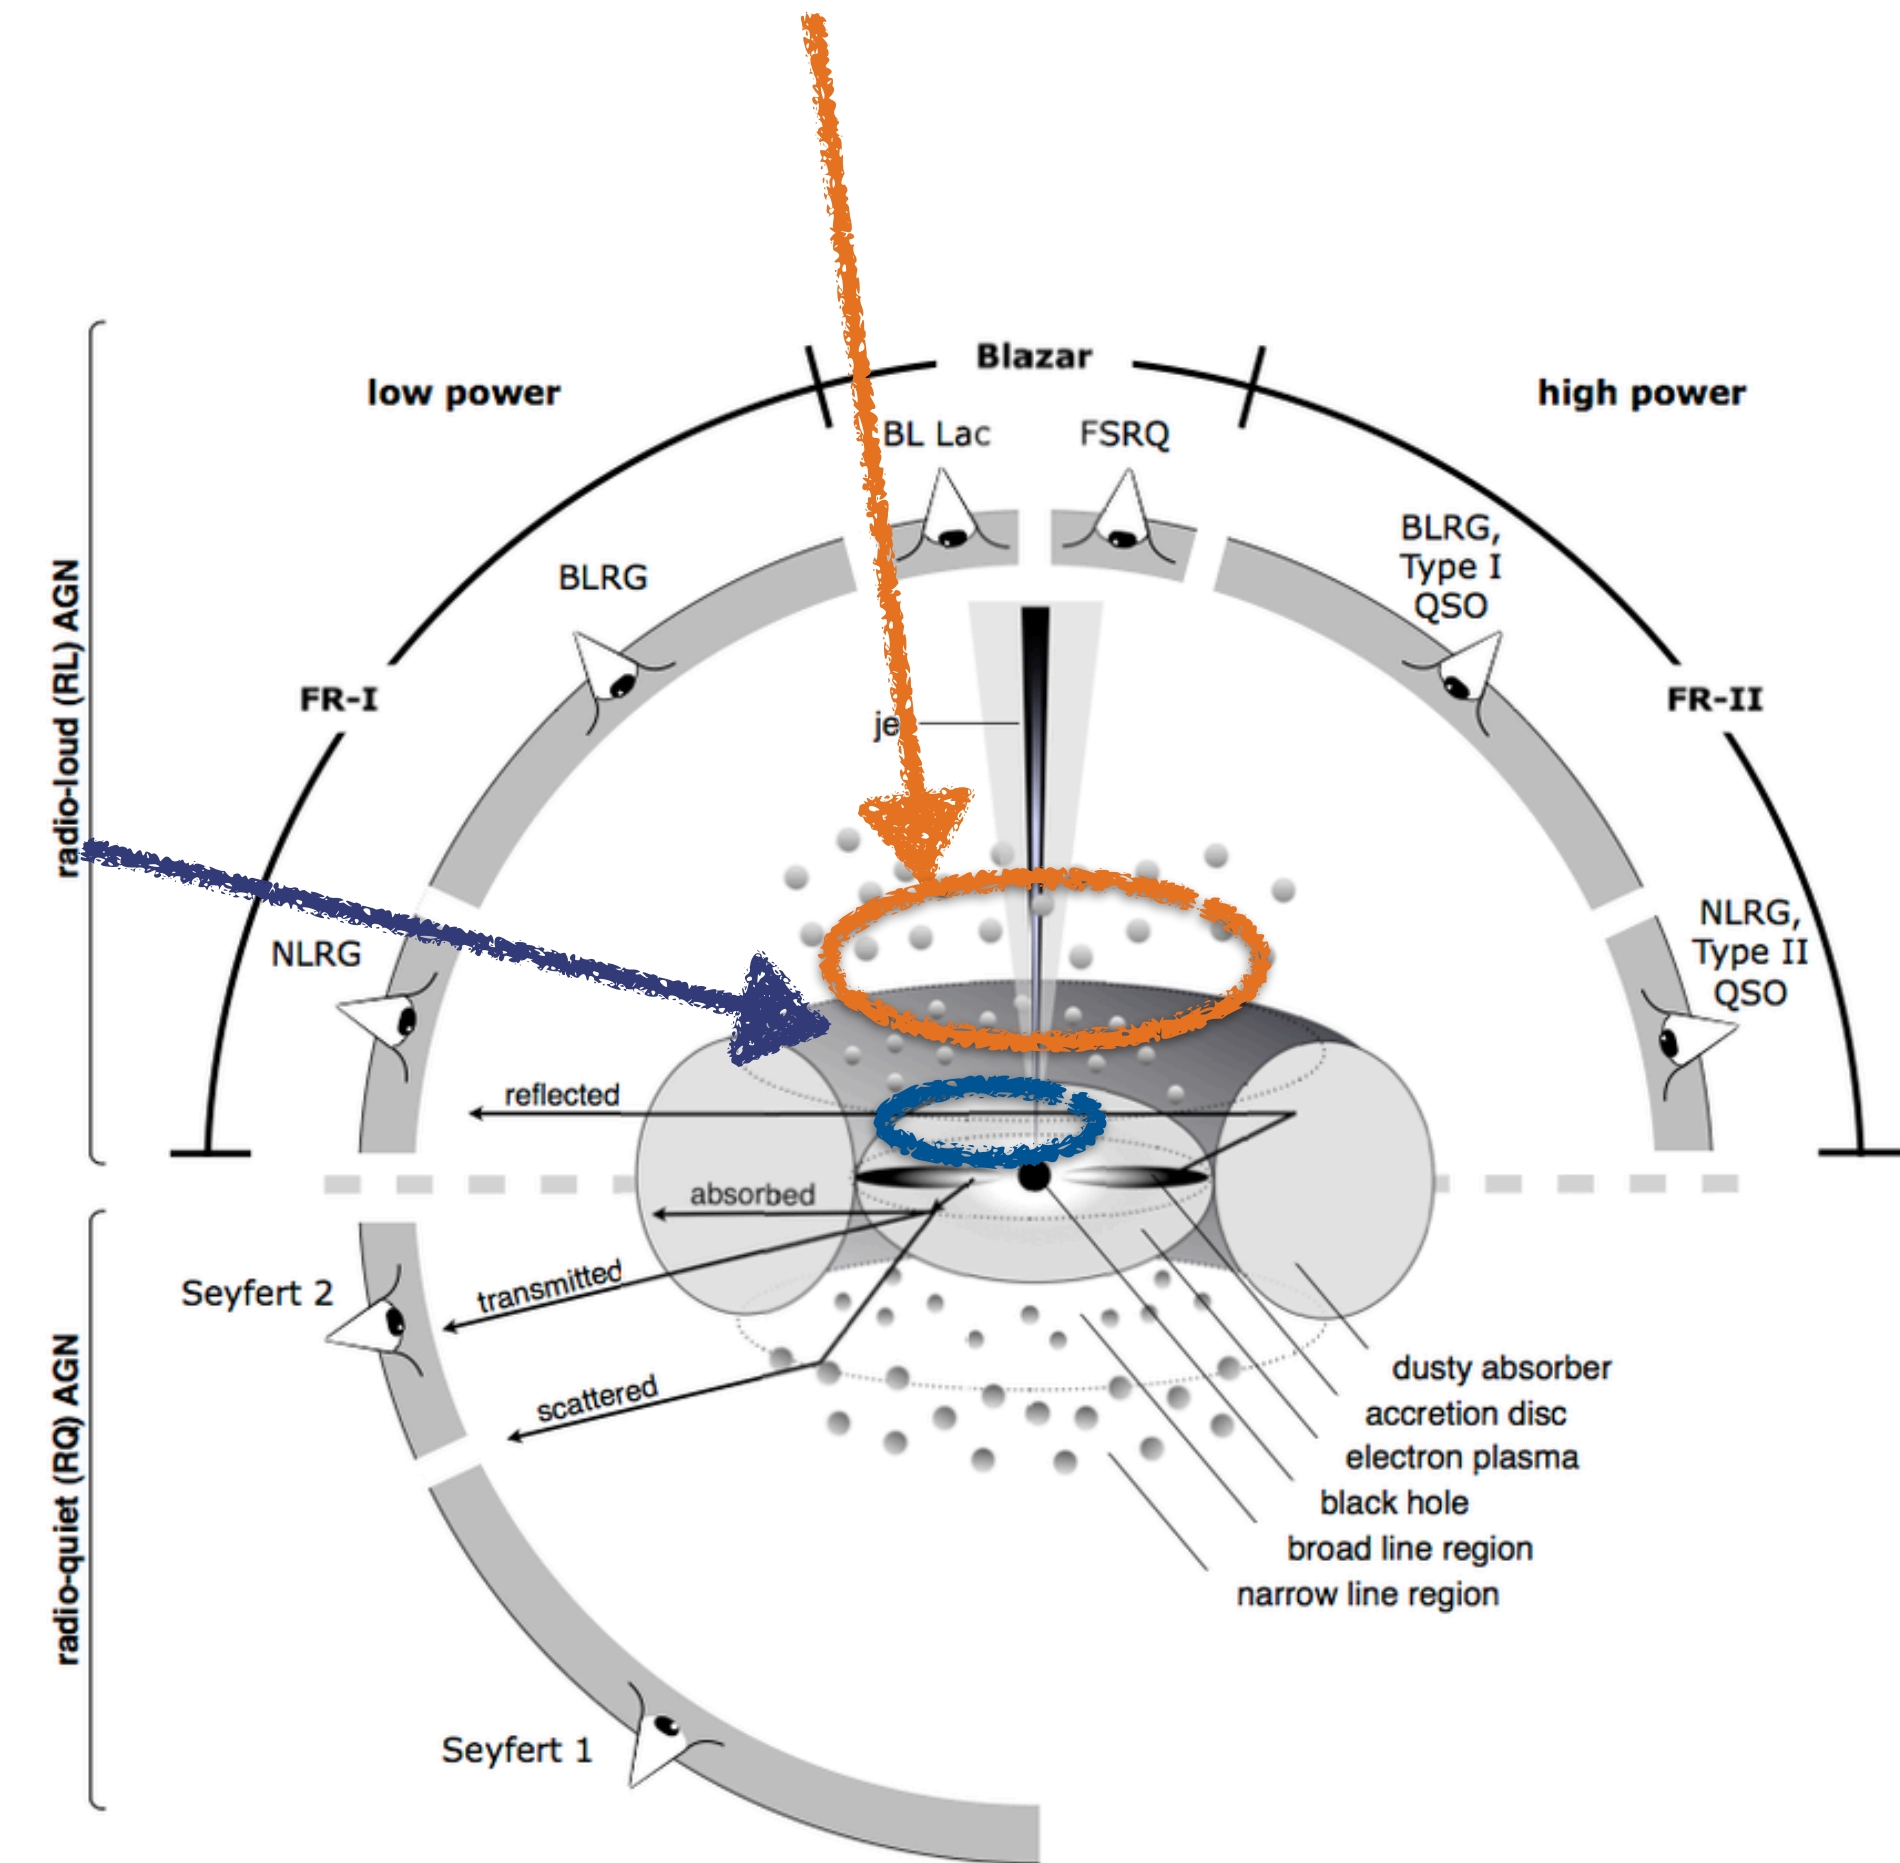 Blazar
low power
high power
BL Lac
FSRQ
BLRG,
Type I
QSO
BLRG
radio-loud (RL) AGN
FR-I
FR-II
je
NLRG
NLRG,
Type II
QSO
reflected
absorbed
transmitted
Seyfert 2
scattered
radio-quiet (RQ) AGN
dusty absorber
accretion disc
electron plasma
black hole
broad line region
narrow line region
Seyfert 1